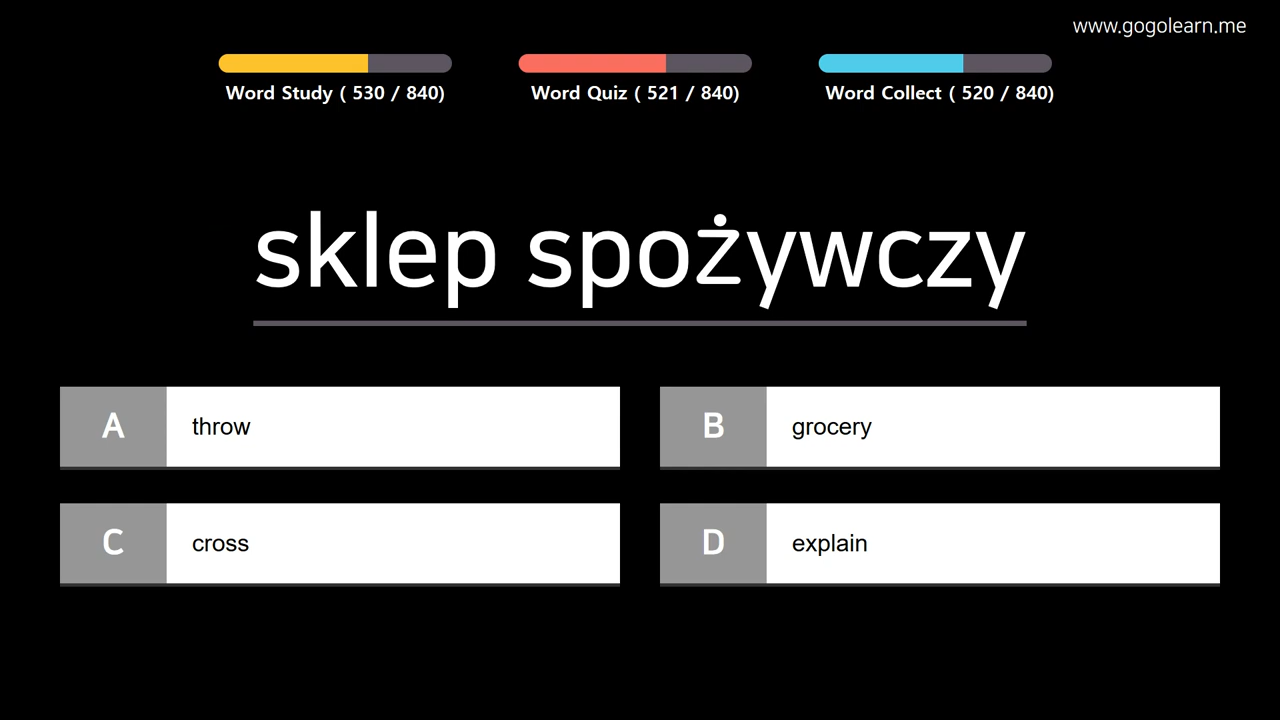 www.gogolearn.me
Word Study ( 530 / 840)
Word Quiz ( 521 / 840)
Word Collect ( 520 / 840)
sklep spożywczy
A throw
B grocery
C cross
D explain